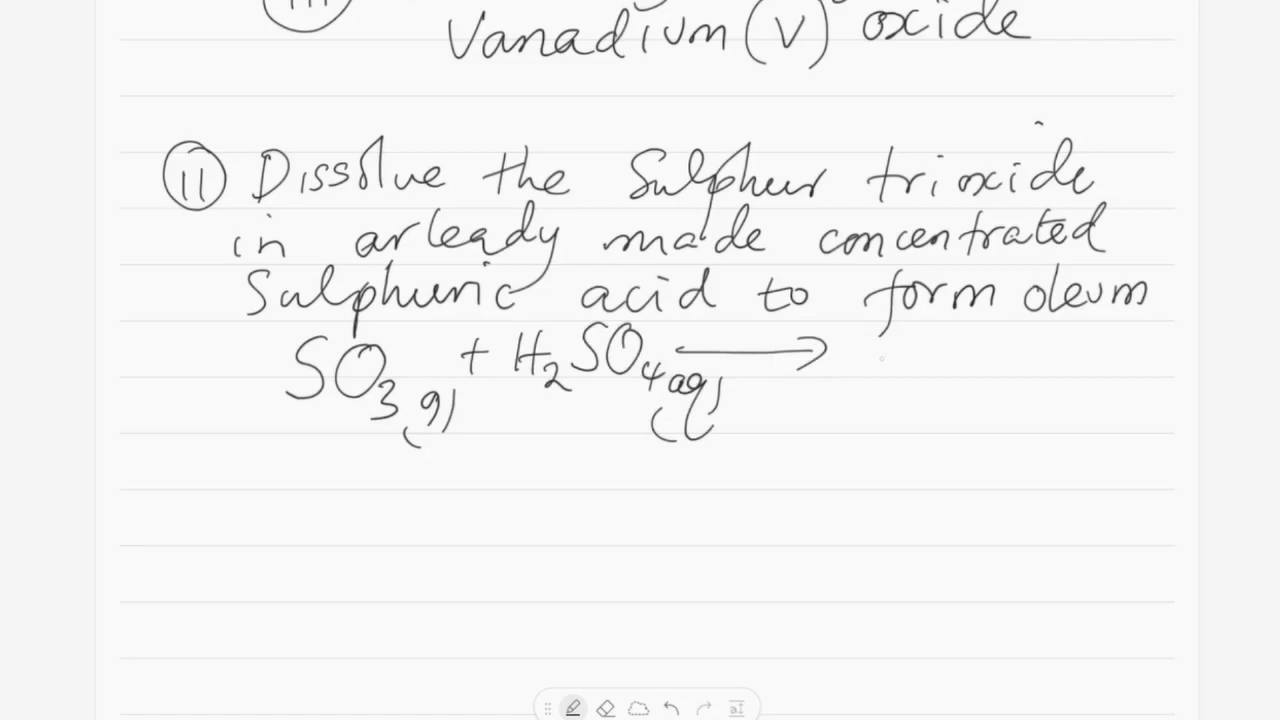 III
Vanadium (V) oxide
II Dissolve the Sulphur trioxide
in arleady made concentrated
Sulphuric acid to form oleum
SO3(g) + H2SO4(aq) ⟶